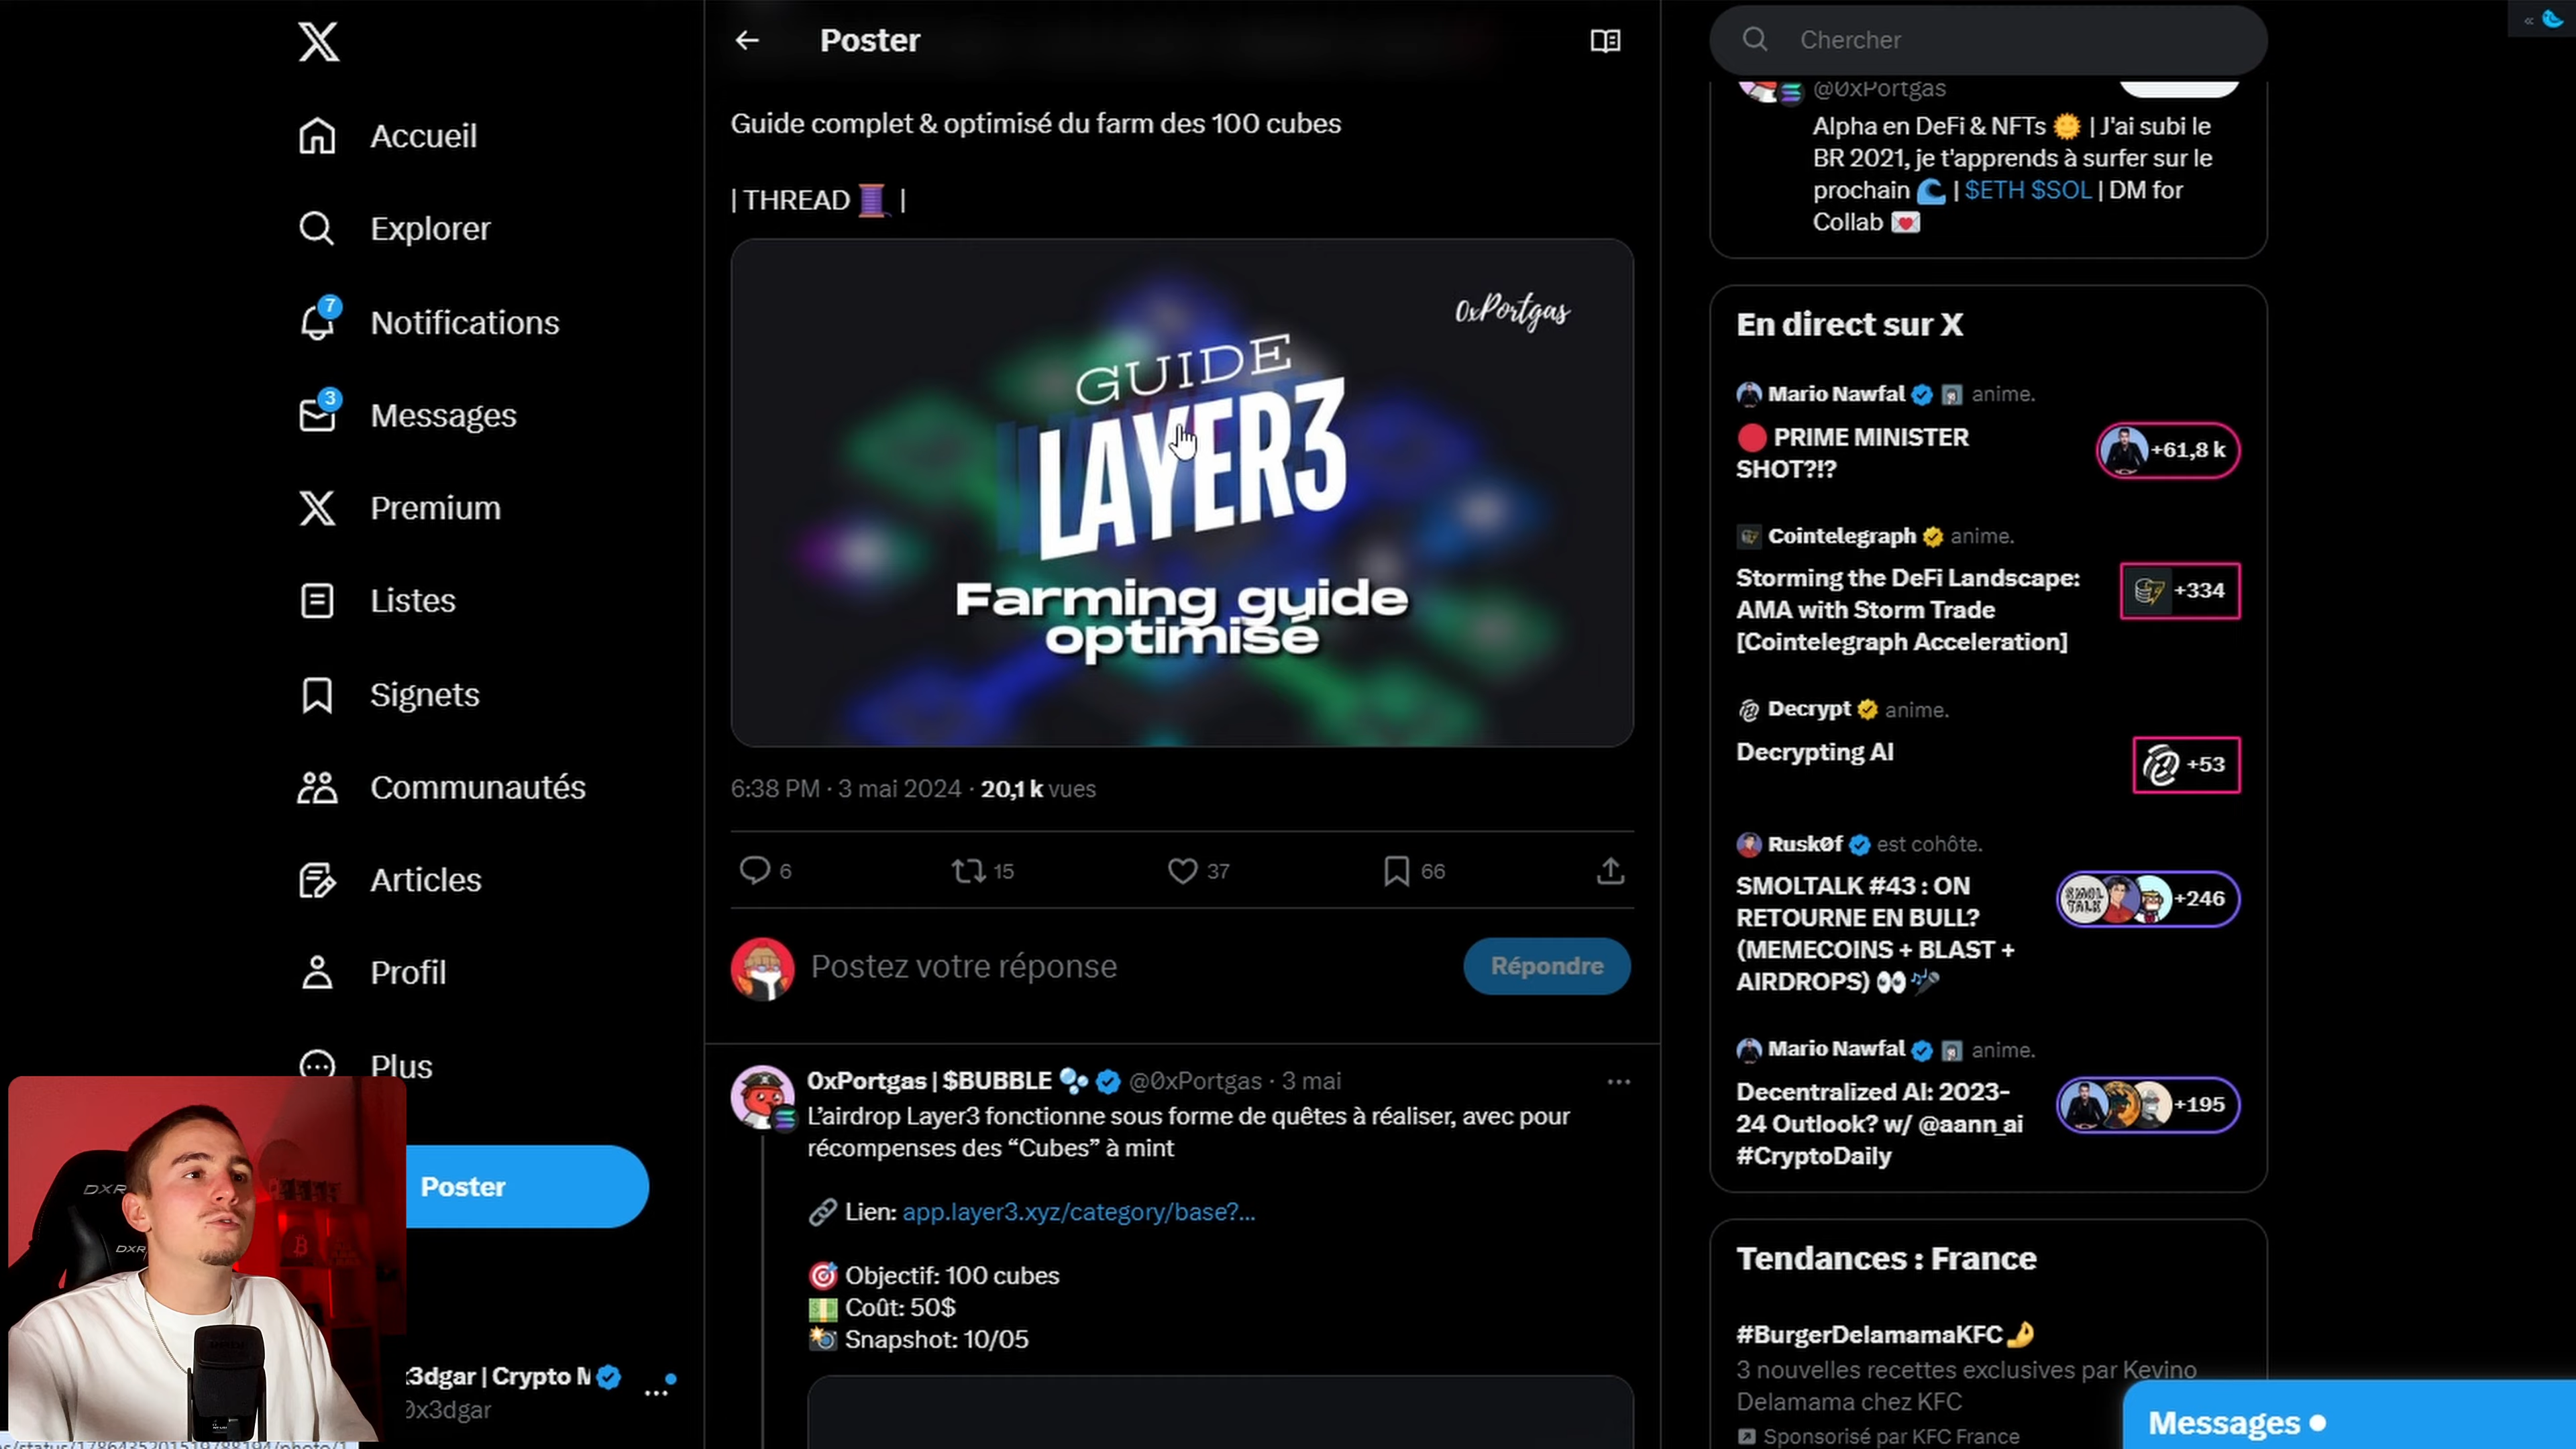 Accueil
Explorer
7
Notifications
3
Messages
Premium
Listes
Signets
Communautés
Articles
Profil
Plus
Poster
3dgar | Crypto
0x3dgar
DXR
DXR
Poster
Guide complet & optimisé du farm des 100 cubes
| THREAD 🧵 |
0xPortgas
GUIDE
LAYER3
Farming guide
optimisé
6:38 PM · 3 mai 2024 · 20,1 k vues
6
15
37
66
Postez votre réponse
Répondre
0xPortgas | $BUBBLE 🫧 @0xPortgas · 3 mai
L’airdrop Layer3 fonctionne sous forme de quêtes à réaliser, avec pour
récompenses des “Cubes” à mint
🔗 Lien: app.layer3.xyz/category/base?...
🎯 Objectif: 100 cubes
💵 Coût: 50$
📸 Snapshot: 10/05
Chercher
@0xPortgas
Alpha en DeFi & NFTs 🌞 | J'ai subi le
BR 2021, je t'apprends à surfer sur le
prochain 🌊 | $ETH $SOL | DM for
Collab 💌
En direct sur X
Mario Nawfal anime.
🔴 PRIME MINISTER
SHOT?!?
+61,8 k
Cointelegraph anime.
Storming the DeFi Landscape:
AMA with Storm Trade
[Cointelegraph Acceleration]
+334
Decrypt anime.
Decrypting AI
+53
Rusk0f est cohôte.
SMOLTALK #43 : ON
RETOURNE EN BULL?
(MEMECOINS + BLAST +
AIRDROPS) 👀🎤
SMOL
TALK
+246
Mario Nawfal anime.
Decentralized AI: 2023-
24 Outlook? w/ @aann_ai
#CryptoDaily
+195
Tendances : France
#BurgerDelamamaKFC
3 nouvelles recettes exclusives par Kevino
Delamama chez KFC
Sponsorisé par KFC France
Messages